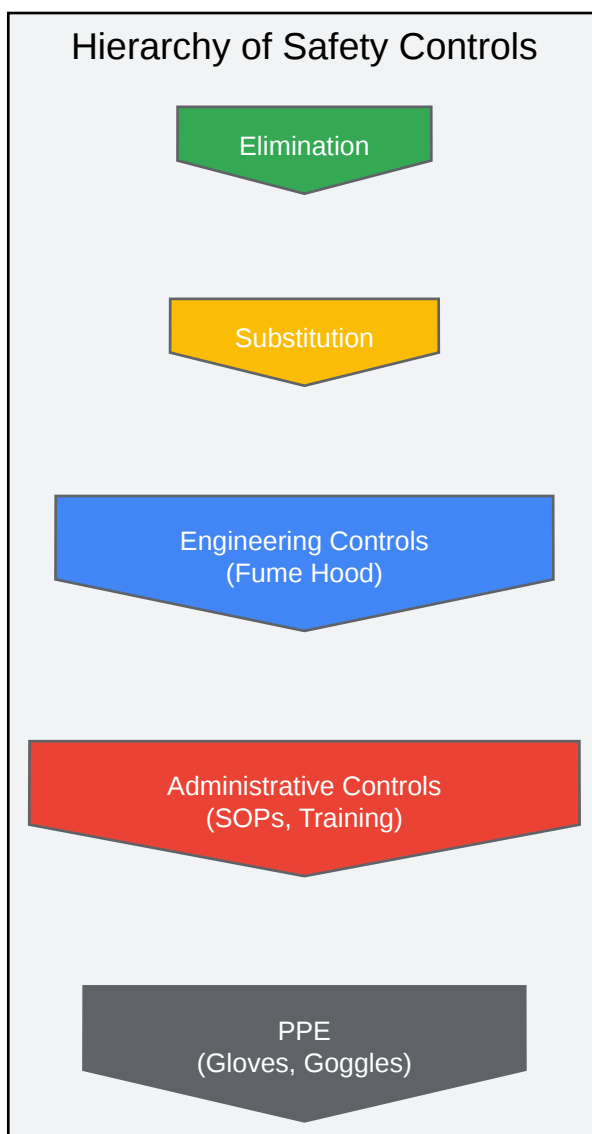 Hierarchy of Safety Controls
Elimination
Substitution
Engineering Controls
(Fume Hood)
Administrative Controls
(SOPs, Training)
PPE
(Gloves, Goggles)